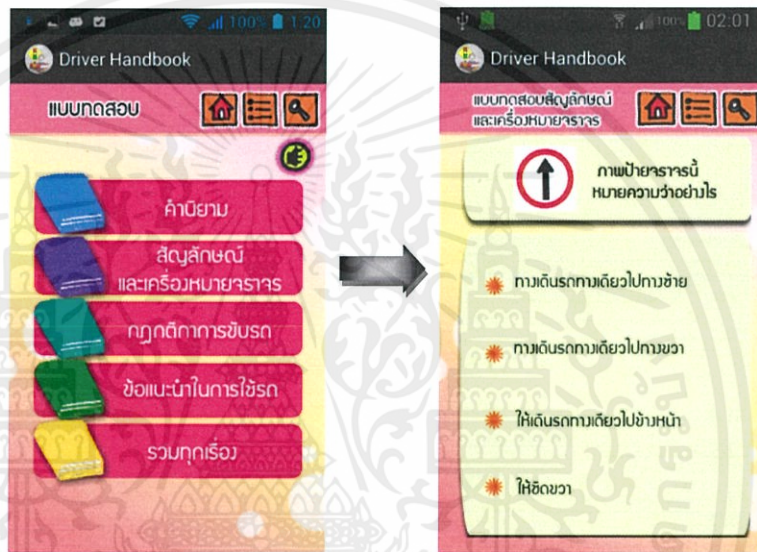 100% 1:20
Driver Handbook
แบบทดสอบ
คำนิยาม
สัญลักษณ์
และเครื่องหมายจราจร
กฎกติกาการขับรถ
ข้อแนะนำในการใช้รถ
รวมทุกเรื่อง
100% 02:01
Driver Handbook
แบบทดสอบสัญลักษณ์
และเครื่องหมายจราจร
ภาพป้ายจราจรนี้
หมายความว่าอย่างไร
ทางเดินรถทางเดียวไปทางซ้าย
ทางเดินรถทางเดียวไปทางขวา
ให้เดินรถทางเดียวไปข้างหน้า
ให้ชิดขวา